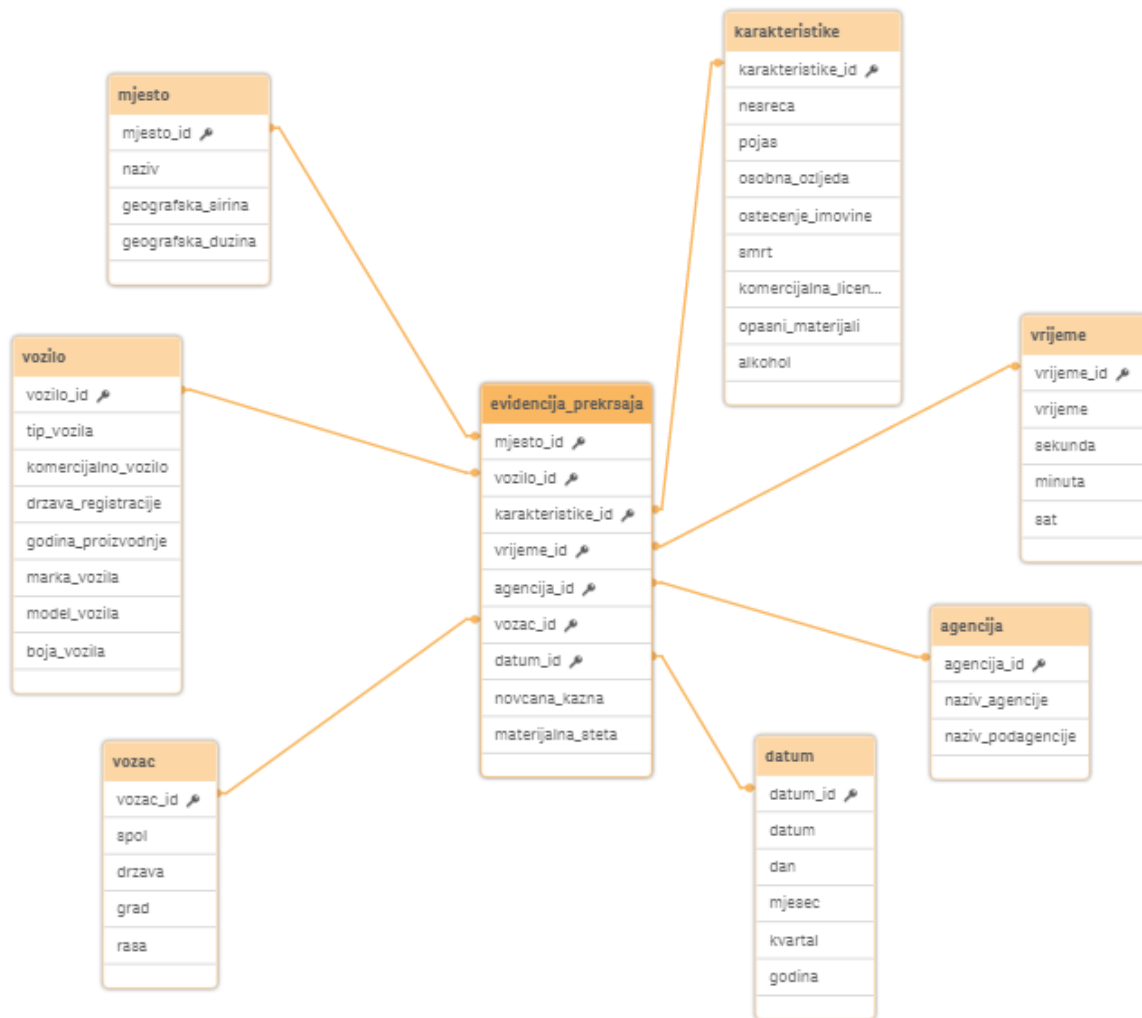 karakteristike
karakteristike_id
nesreca
pojas
osobna_ozljeda
ostecenje_imovine
smrt
komercijalna_licen...
opasni_materijali
alkohol
mjesto
mjesto_id
naziv
geografska_sirina
geografska_duzina
vrijeme
vrijeme_id
vrijeme
sekunda
minuta
sat
vozilo
vozilo_id
tip_vozila
komercijalno_vozilo
drzava_registracije
godina_proizvodnje
marka_vozila
model_vozila
boja_vozila
evidencija_prekrsaja
mjesto_id
vozilo_id
karakteristike_id
vrijeme_id
agencija_id
vozac_id
datum_id
novcana_kazna
materijalna_steta
agencija
agencija_id
naziv_agencije
naziv_podagencije
vozac
vozac_id
spol
drzava
grad
rasa
datum
datum_id
datum
dan
mjesec
kvartal
godina